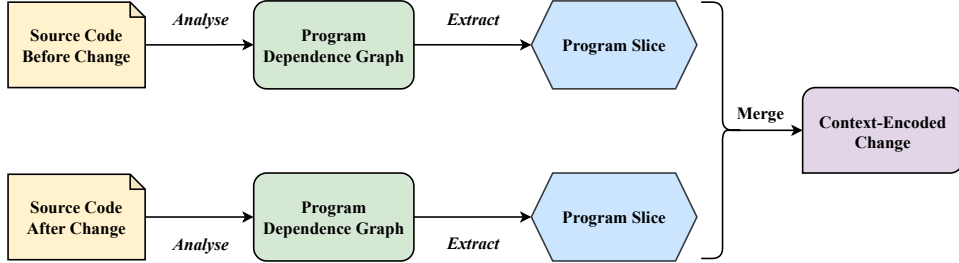 Source Code
Before Change
Analyse
Program
Dependence Graph
Extract
Program Slice
Merge
Context-Encoded
Change
Source Code
After Change
Analyse
Program
Dependence Graph
Extract
Program Slice